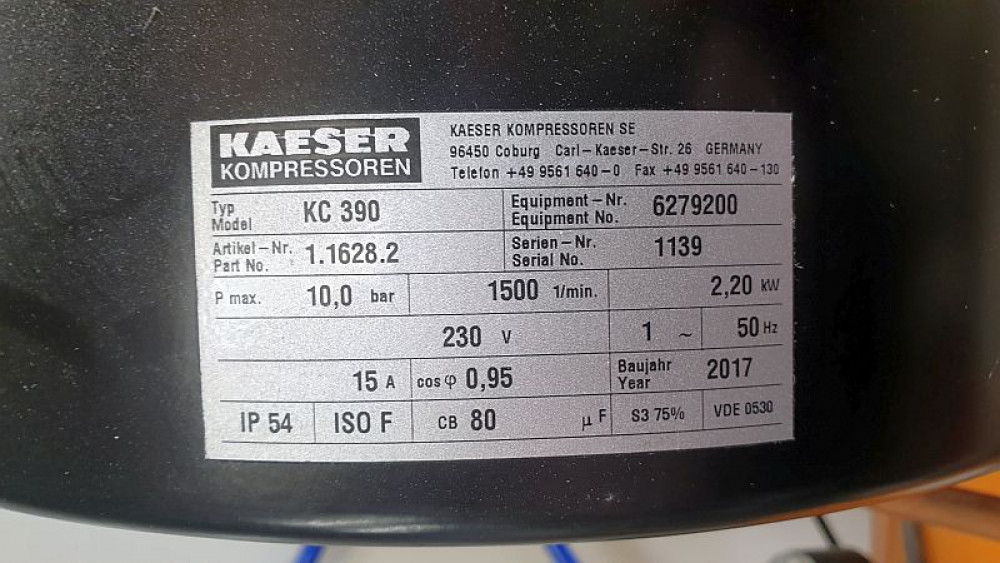 KAESER
KOMPRESSOREN
KAESER KOMPRESSOREN SE
96450 Coburg Carl-Kaeser-Str. 26 GERMANY
Telefon +49 9561 640-0 Fax +49 9561 640-130
Typ
Model
KC 390
Equipment-Nr.
Equipment No.
6279200
Artikel-Nr.
Part No.
1.1628.2
Serien-Nr.
Serial No.
1139
P max. 10,0 bar 1500 1/min. 2,20 kW
230 V 1 ~ 50 Hz
15 A cos φ 0,95
Baujahr
Year
2017
IP 54 ISO F CB 80 µF S3 75% VDE 0530